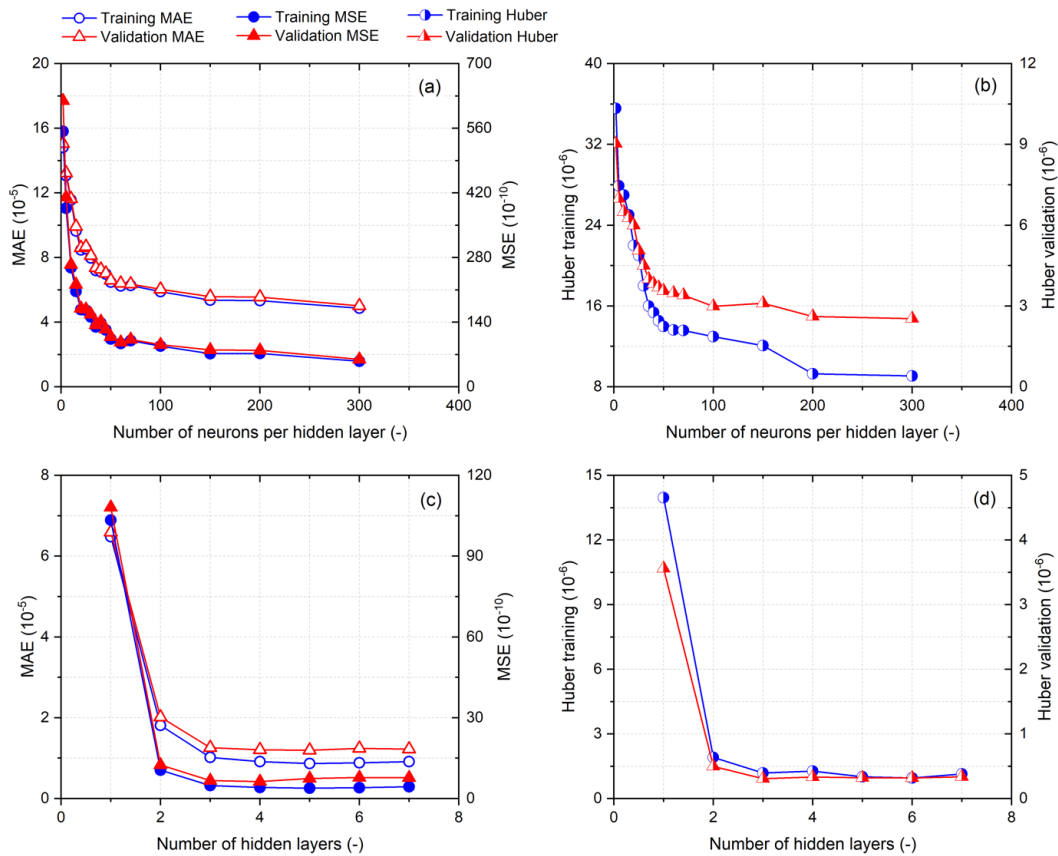 Training MAE Training MSE Training Huber
Validation MAE Validation MSE Validation Huber
(a)
20
16
12
8
4
0
MAE (10-5)
700
560
420
280
140
0
MSE (10-10)
0 100 200 300 400
Number of neurons per hidden layer (-)
(b)
40
32
24
16
8
Huber training (10-6)
12
9
6
3
0
Huber validation (10-6)
0 100 200 300 400
Number of neurons per hidden layer (-)
(c)
8
6
4
2
0
MAE (10-5)
120
90
60
30
0
MSE (10-10)
0 1 2 3 4 5 6 7 8
Number of hidden layers (-)
(d)
15
12
9
6
3
0
Huber training (10-6)
5
4
3
2
1
0
Huber validation (10-6)
0 2 4 6 8
Number of hidden layers (-)